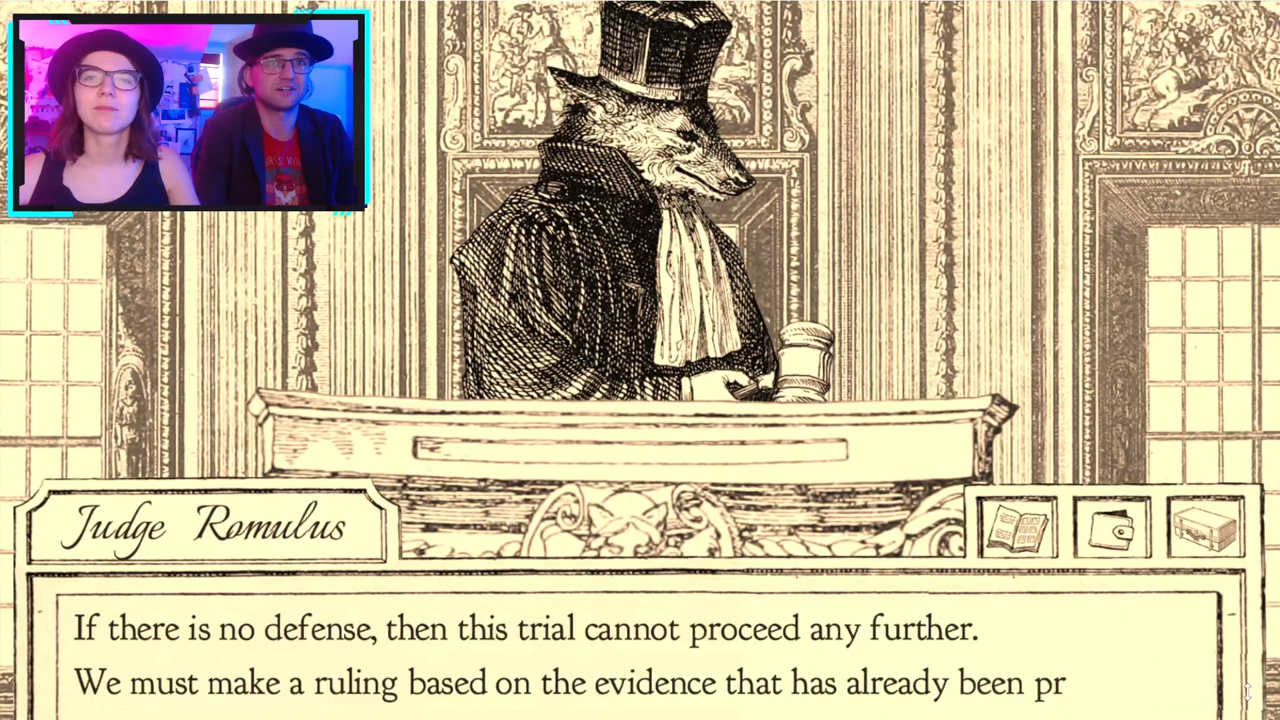 Judge Romulus
If there is no defense, then this trial cannot proceed any further.
We must make a ruling based on the evidence that has already been pr